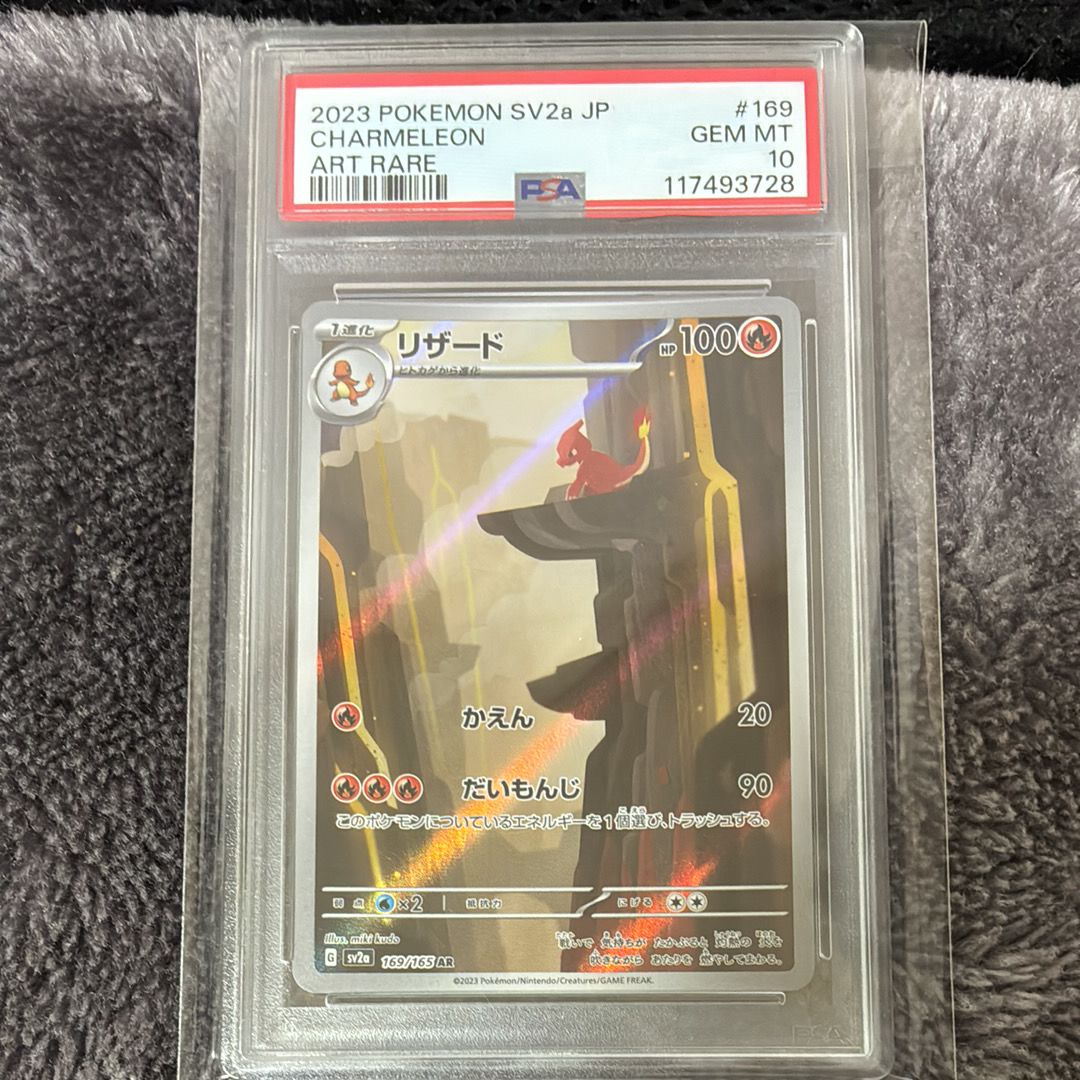 2023 POKEMON SV2a JP #169
CHARMELEON GEM MT
ART RARE 10
PSA 117493728
1進化 リザード HP 100
ヒトカゲから進化
かえん 20
だいもんじ 90
このポケモンについているエネルギーを1個選び、トラッシュする。
弱点 ×2 抵抗力 にげる
illus. miki kudo
戦いで 気持ちが たかぶると 灼熱の 炎を
吹きながら あたりを 燃やしてまわる。
G sv2a 169/165 AR
©2023 Pokémon/Nintendo/Creatures/GAME FREAK.
PSA